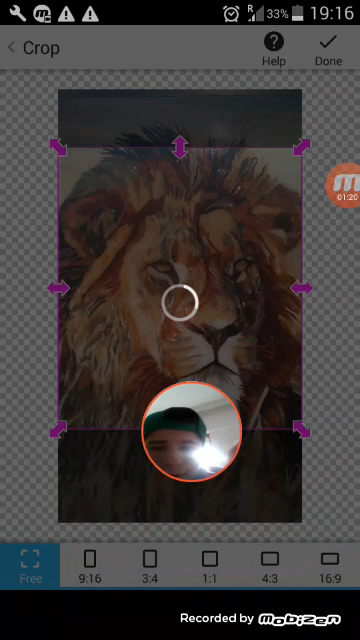 R 33% 19:16
Crop
Help
Done
01:20
Free
9:16
3:4
1:1
4:3
16:9
Recorded by mobizen